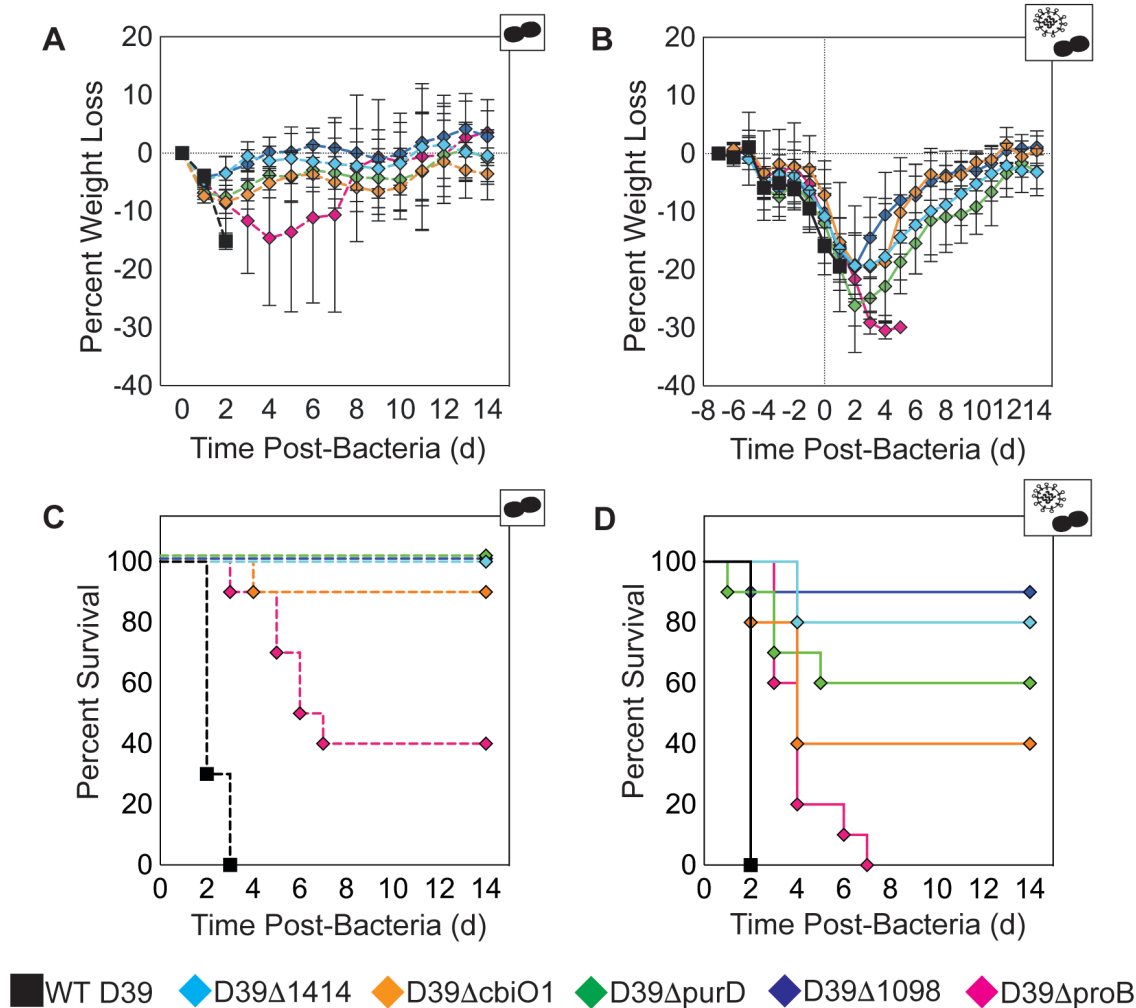 A
B
20
10
0
-10
-20
-30
-40
Percent Weight Loss
0 2 4 6 8 10 12 14
Time Post-Bacteria (d)
20
10
0
-10
-20
-30
-40
Percent Weight Loss
-8 -6 -4 -2 0 2 4 6 8 10 12 14
Time Post-Bacteria (d)
C
D
100
80
60
40
20
0
Percent Survival
0 2 4 6 8 10 12 14
Time Post-Bacteria (d)
100
80
60
40
20
0
Percent Survival
0 2 4 6 8 10 12 14
Time Post-Bacteria (d)
WT D39 D39Δ1414 D39ΔcbiO1 D39ΔpurD D39Δ1098 D39ΔproB